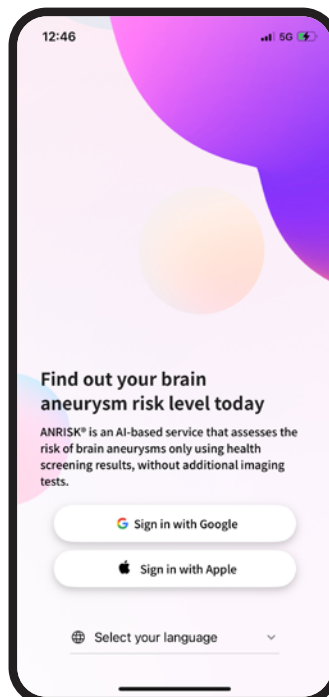 12:46
5G
Find out your brain
aneurysm risk level today
ANRISK® is an AI-based service that assesses the
risk of brain aneurysms only using health
screening results, without additional imaging
tests.
Sign in with Google
Sign in with Apple
Select your language